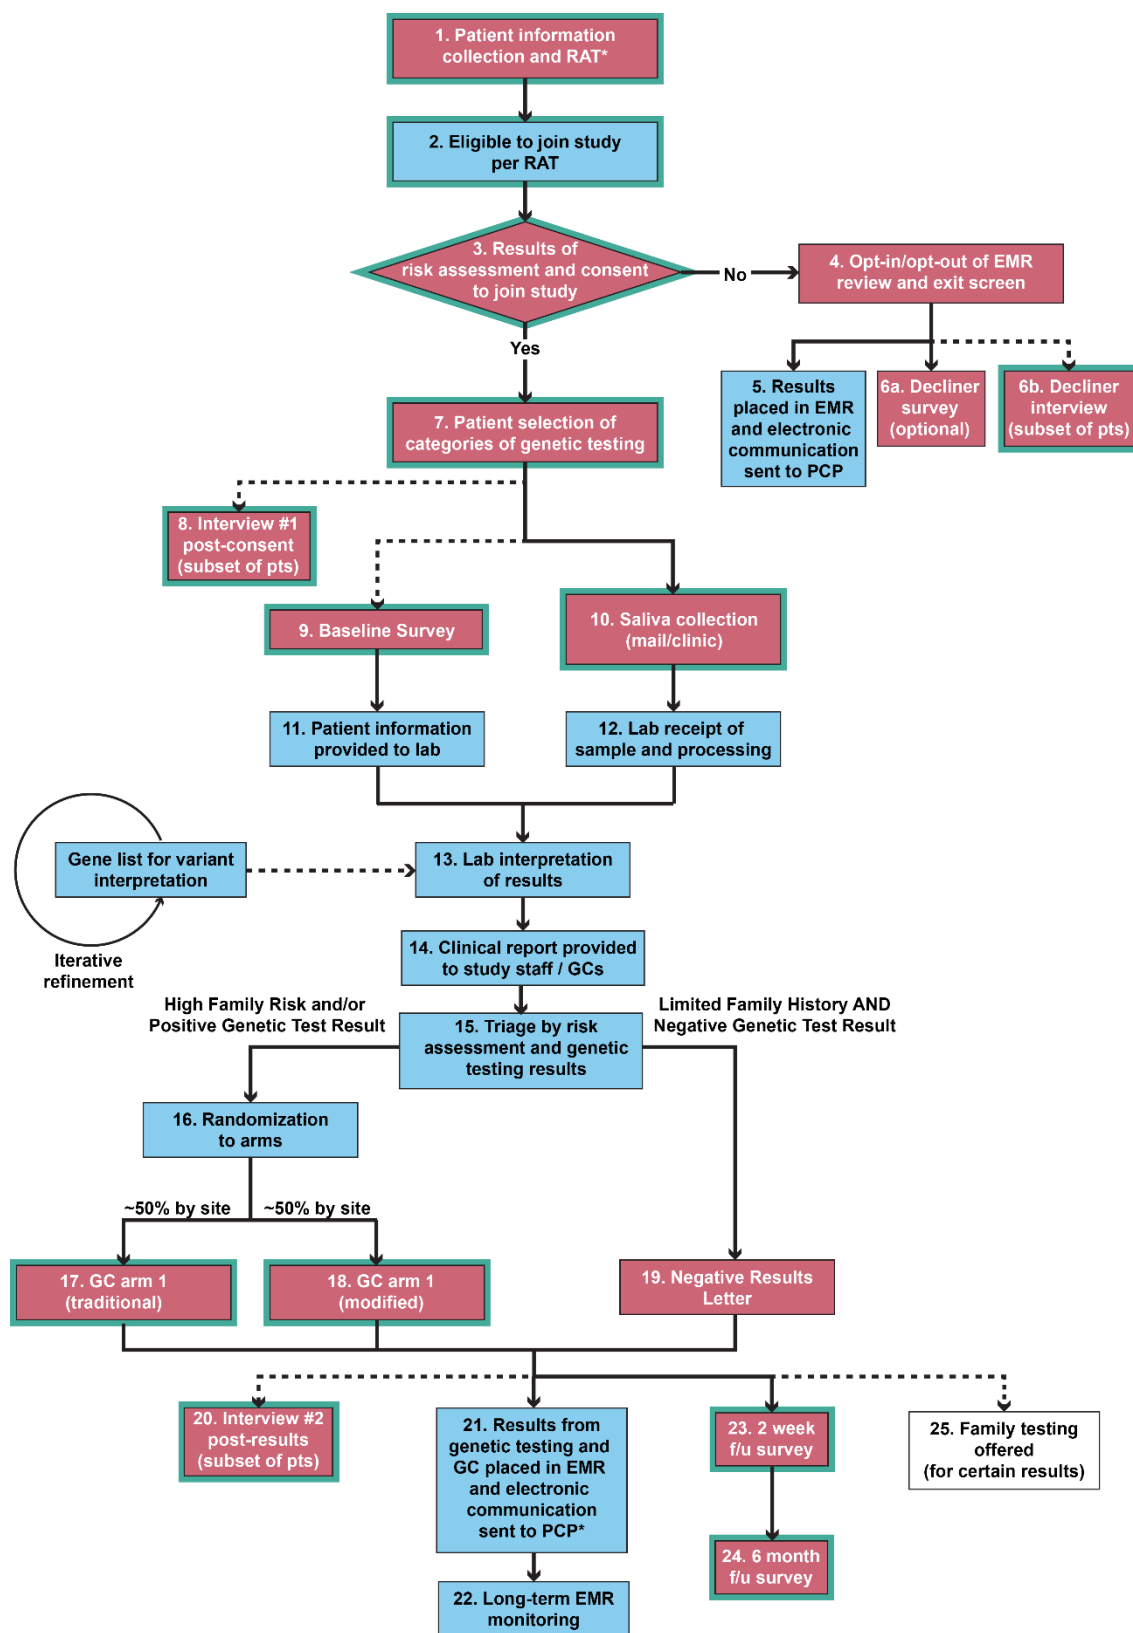 1. Patient information
collection and RAT*
2. Eligible to join study
per RAT
3. Results of
risk assessment and consent
to join study
No
4. Opt-in/opt-out of EMR
review and exit screen
Yes
5. Results
placed in EMR
and electronic
communication
sent to PCP
6a. Decliner
survey
(optional)
6b. Decliner
interview
(subset of pts)
7. Patient selection of
categories of genetic testing
8. Interview #1
post-consent
(subset of pts)
9. Baseline Survey
10. Saliva collection
(mail/clinic)
11. Patient information
provided to lab
12. Lab receipt of
sample and processing
Gene list for variant
interpretation
Iterative
refinement
13. Lab interpretation
of results
14. Clinical report provided
to study staff / GCs
High Family Risk and/or
Positive Genetic Test Result
Limited Family History AND
Negative Genetic Test Result
15. Triage by risk
assessment and genetic
testing results
16. Randomization
to arms
~50% by site
~50% by site
17. GC arm 1
(traditional)
18. GC arm 1
(modified)
19. Negative Results
Letter
20. Interview #2
post-results
(subset of pts)
21. Results from
genetic testing and
GC placed in EMR
and electronic
communication
sent to PCP*
23. 2 week
f/u survey
25. Family testing
offered
(for certain results)
24. 6 month
f/u survey
22. Long-term EMR
monitoring